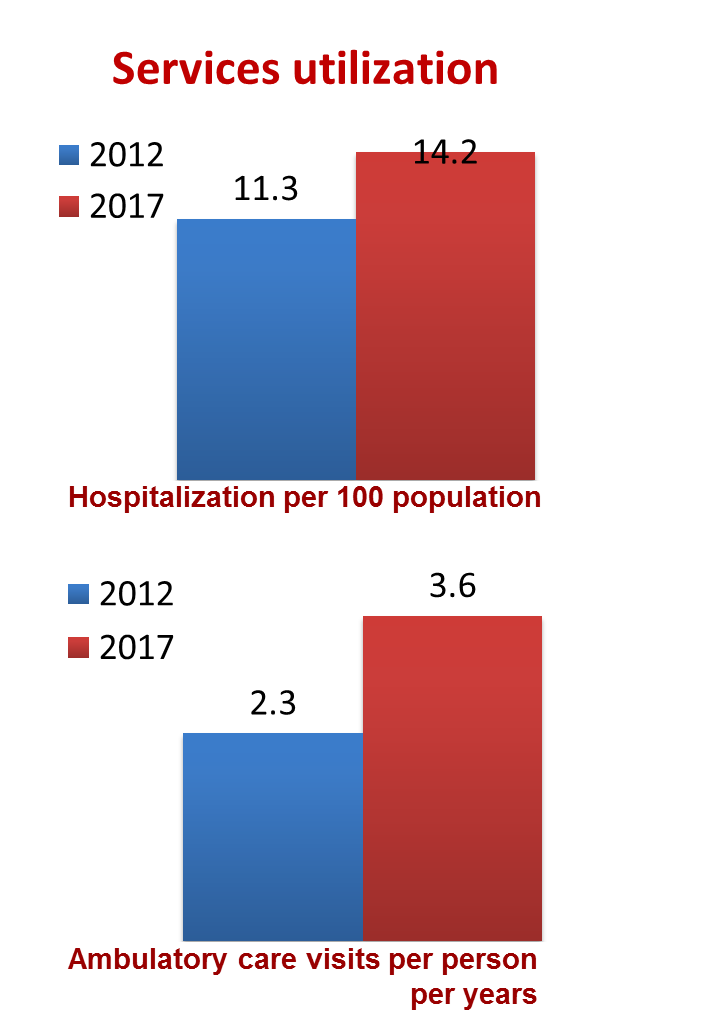 Services utilization
2012
2017
11.3
14.2
Hospitalization per 100 population
2012
2017
2.3
3.6
Ambulatory care visits per person
per years